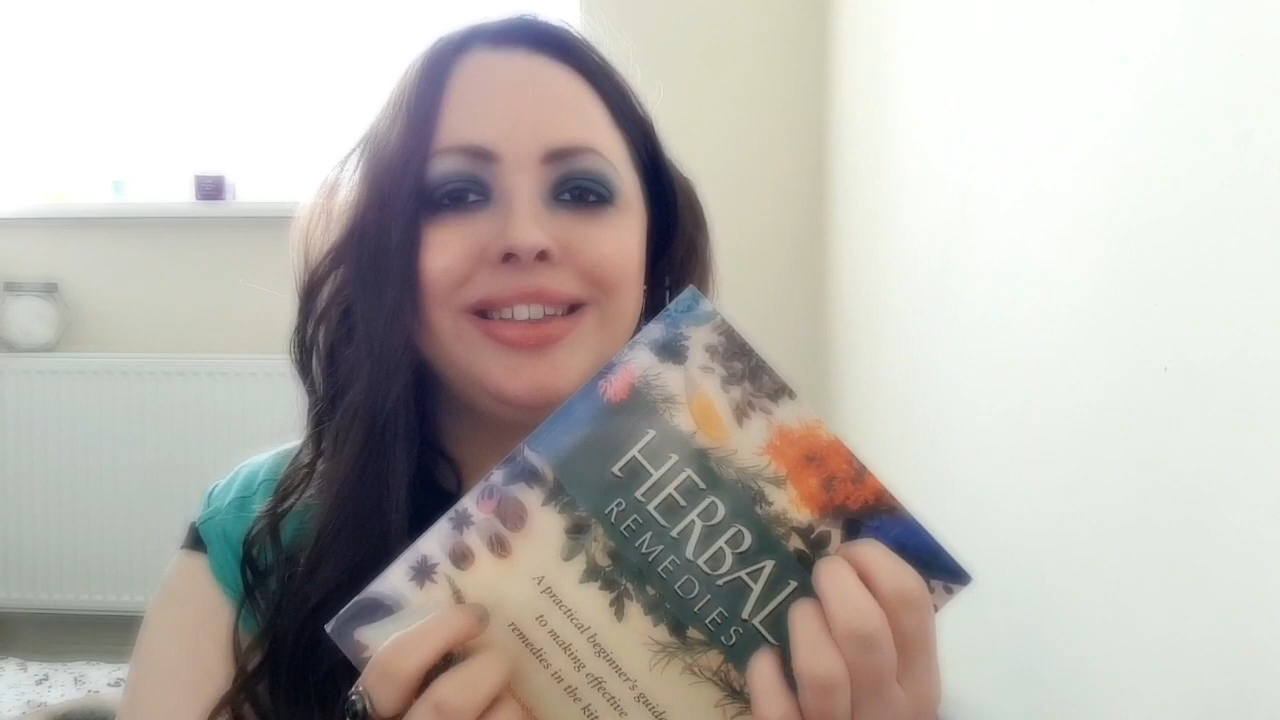 HERBAL
REMEDIES
A practical beginner's guide
to making effective
remedies in the